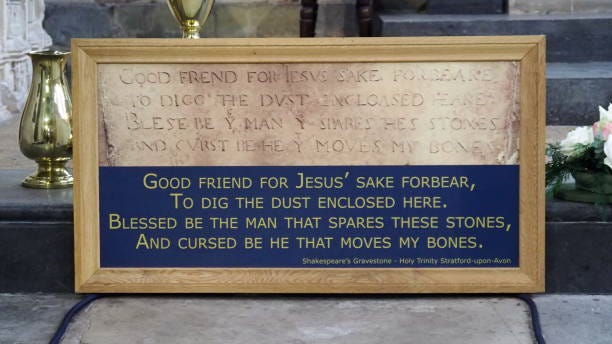 GOOD FREND FOR IESUS SAKE FORBEARE,
TO DIGG THE DUST ENCLOASED HEARE.
BLESE BE Y MAN Y SPARES THES STONES,
AND CURST BE HE Y MOVES MY BONES.
GOOD FRIEND FOR JESUS’ SAKE FORBEAR,
TO DIG THE DUST ENCLOSED HERE.
BLESSED BE THE MAN THAT SPARES THESE STONES,
AND CURSED BE HE THAT MOVES MY BONES.
Shakespeare's Gravestone - Holy Trinity Stratford-upon-Avon